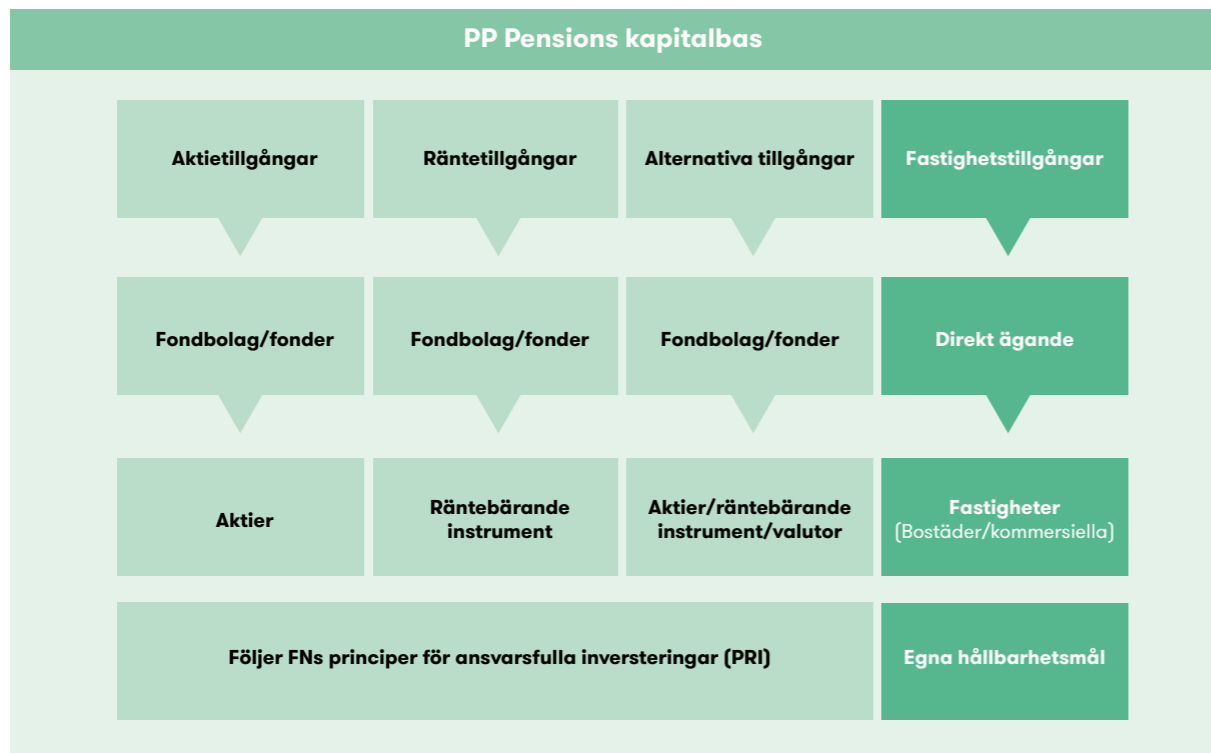 PP Pensions kapitalbas
Aktietillgångar
Räntetillgångar
Alternativa tillgångar
Fastighetstillgångar
Fondbolag/fonder
Fondbolag/fonder
Fondbolag/fonder
Direkt ägande
Aktier
Räntebärande
instrument
Aktier/räntebärande
instrument/valutor
Fastigheter
(Bostäder/kommersiella)
Följer FNs principer för ansvarsfulla inversteringar (PRI)
Egna hållbarhetsmål